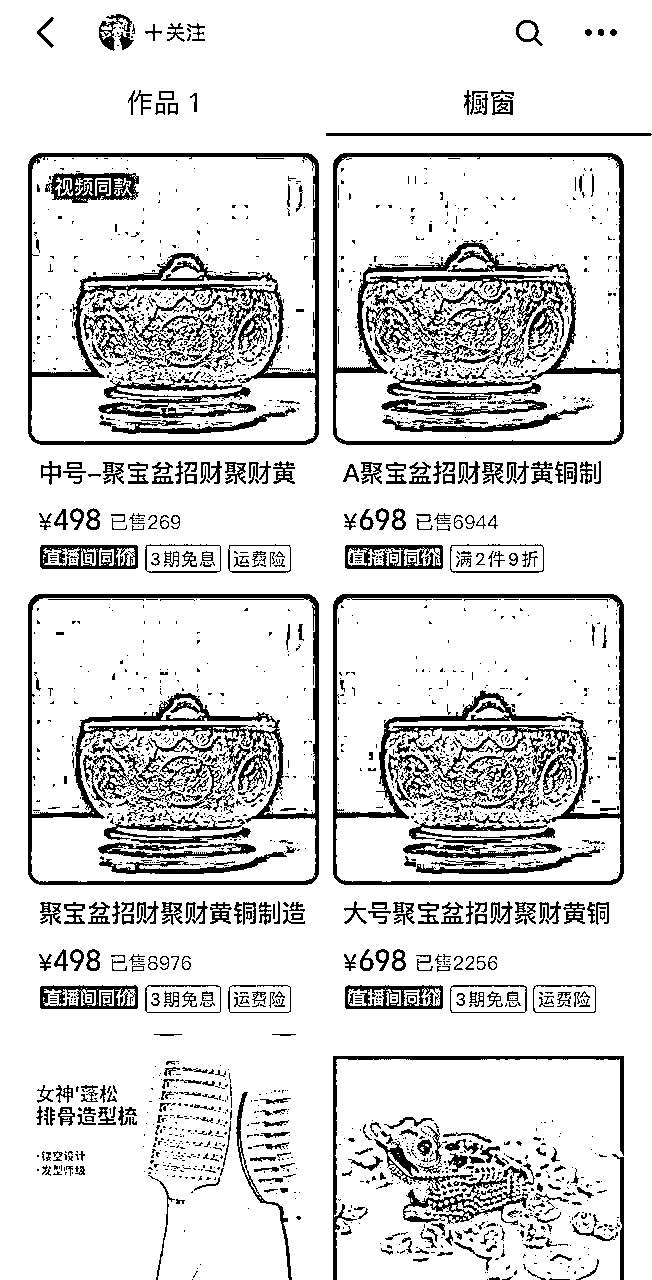 +关注
作品 1
橱窗
视频同款
中号-聚宝盆招财聚财黄
¥498 已售269
直播间同价 3期免息 运费险
A聚宝盆招财聚财黄铜制
¥698 已售6944
直播间同价 满2件9折
聚宝盆招财聚财黄铜制造
¥498 已售8976
直播间同价 3期免息 运费险
大号聚宝盆招财聚财黄铜
¥698 已售2256
直播间同价 3期免息 运费险
女神'蓬松
排骨造型梳
·镂空设计
·发型师级